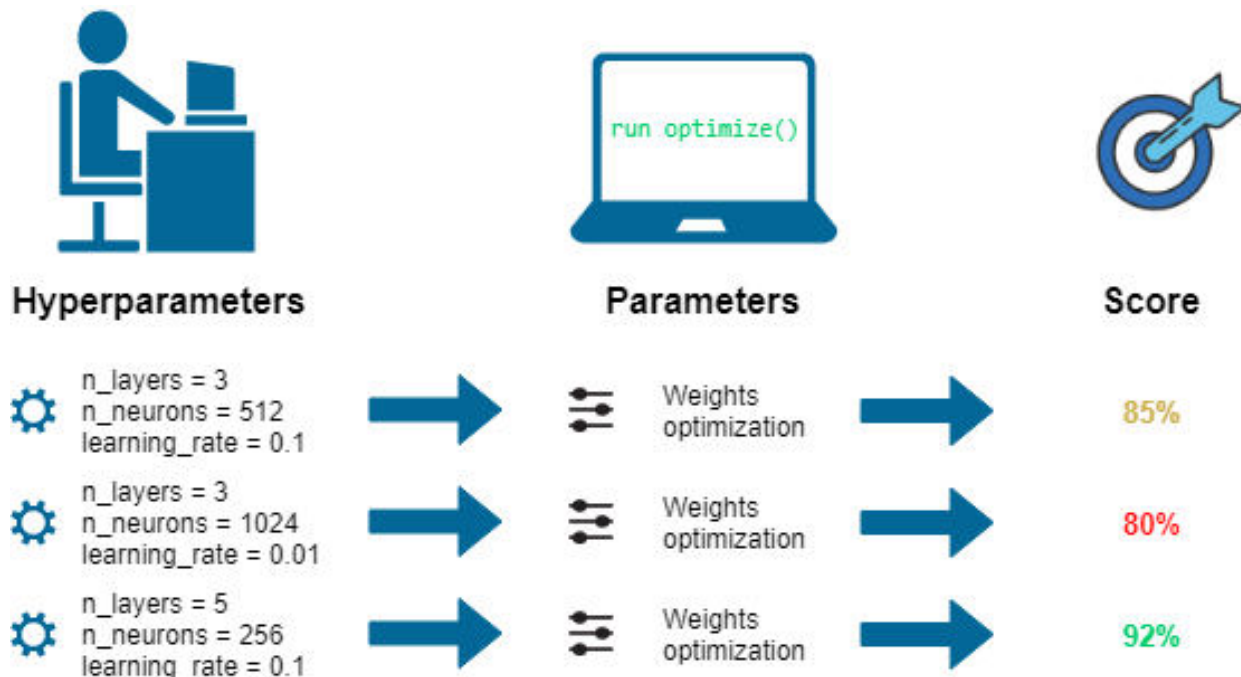 run optimize()
Hyperparameters
Parameters
Score
n_layers = 3
n_neurons = 512
learning_rate = 0.1
Weights
optimization
85%
n_layers = 3
n_neurons = 1024
learning_rate = 0.01
Weights
optimization
80%
n_layers = 5
n_neurons = 256
learning_rate = 0.1
Weights
optimization
92%